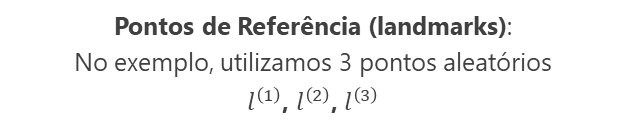 Pontos de Referência (landmarks):
No exemplo, utilizamos 3 pontos aleatórios
l⁽¹⁾, l⁽²⁾, l⁽³⁾